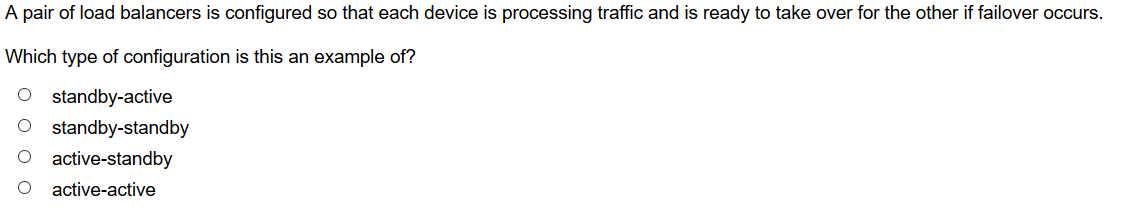 A pair of load balancers is configured so that each device is processing traffic and is ready to take over for the other if failover occurs.
Which type of configuration is this an example of?
standby-active
standby-standby
active-standby
active-active